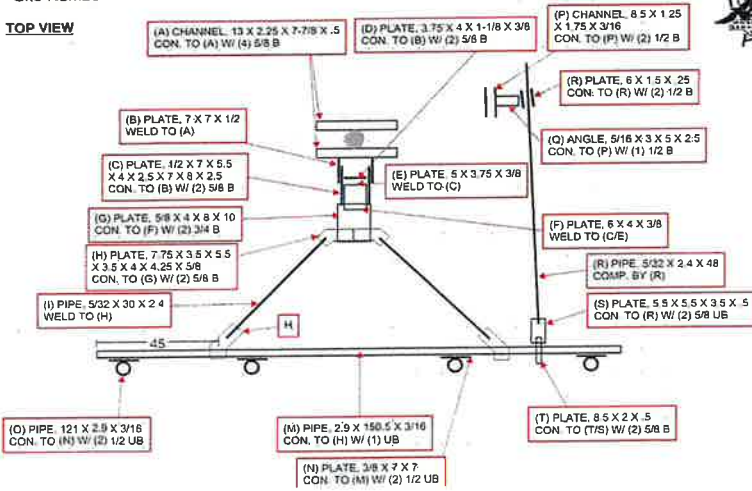 TOP VIEW
(A) CHANNEL, 13 X 2.25 X 7-7/8 X .5
CON. TO (A) W/ (4) 5/8 B
(D) PLATE, 3.75 X 4 X 1-1/8 X 3/8
CON. TO (B) W/ (2) 5/8 B
(P) CHANNEL, 8.5 X 1.25
X 1.75 X 3/16
CON. TO (P) W/ (2) 1/2 B
(R) PLATE, 6 X 1.5 X .25
CON. TO (R) W/ (2) 1/2 B
(B) PLATE, 7 X 7 X 1/2
WELD TO (A)
(Q) ANGLE, 5/16 X 3 X 5 X 2.5
CON. TO (P) W/ (1) 1/2 B
(C) PLATE, 1/2 X 7 X 5.5
X 4 X 2.5 X 7 X 8 X 2.5
CON. TO (B) W/ (2) 5/8 B
(E) PLATE, 5 X 3.75 X 3/8
WELD TO (C)
(G) PLATE, 5/8 X 4 X 8 X 10
CON. TO (F) W/ (2) 3/4 B
(F) PLATE, 6 X 4 X 3/8
WELD TO (C/E)
(H) PLATE, 7.75 X 3.5 X 5.5
X 3.5 X 4 X 4.25 X 5/8
CON. TO (G) W/ (2) 5/8 B
(R) PIPE, 5/32 X 2.4 X 48
COMP. BY (R)
(I) PIPE, 5/32 X 30 X 2.4
WELD TO (H)
(S) PLATE, 5.5 X 5.5 X 3.5 X .5
CON. TO (R) W/ (2) 5/8 UB
H
45
(O) PIPE, 121 X 2.9 X 3/16
CON. TO (N) W/ (2) 1/2 UB
(M) PIPE, 2.9 X 150.5 X 3/16
CON. TO (H) W/ (1) UB
(T) PLATE, 8.5 X 2 X .5
CON. TO (T/S) W/ (2) 5/8 B
(N) PLATE, 3/8 X 7 X 7
CON. TO (M) W/ (2) 1/2 UB